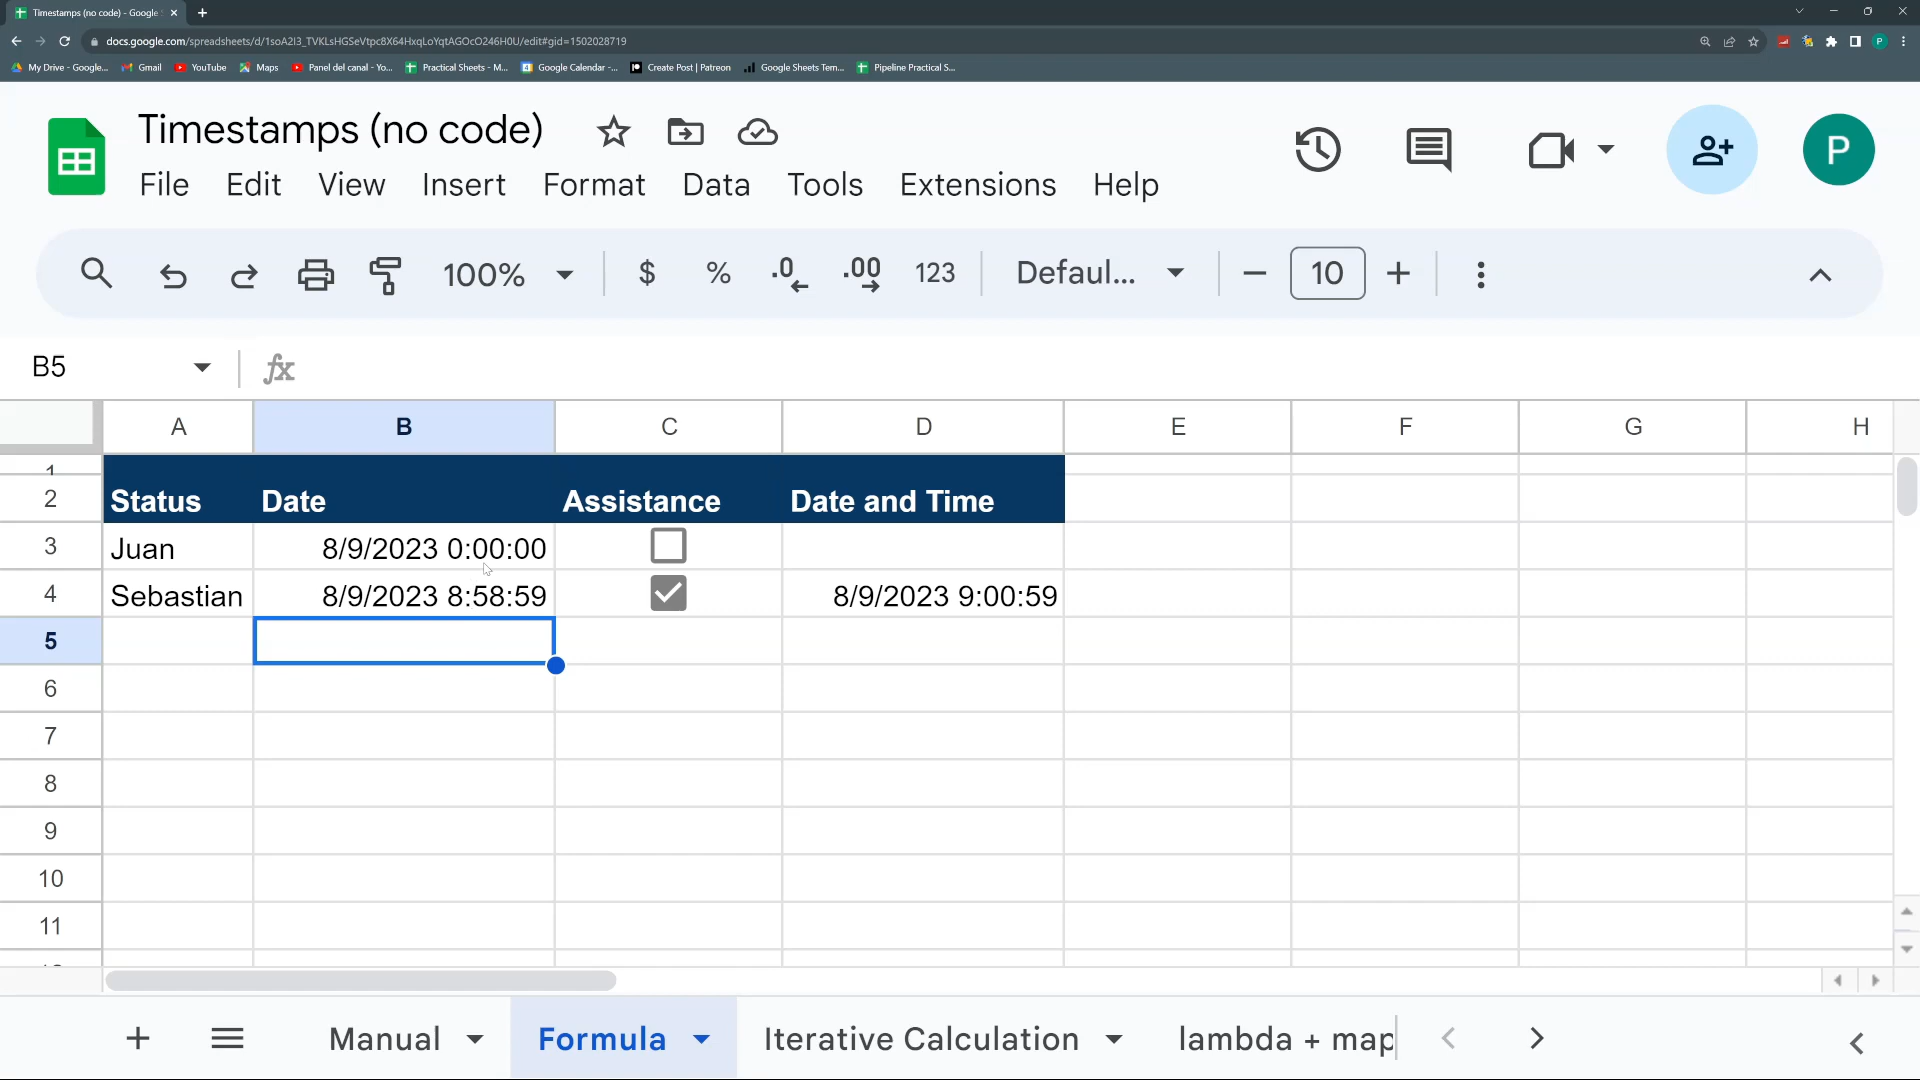 Timestamps (no code) - Google S
docs.google.com/spreadsheets/d/1soA2I3_TVKLsHGSeVtpc8X64HxqLoYqtAGOcO246H0U/edit#gid=1502028719
My Drive - Google... Gmail YouTube Maps Panel del canal - Yo... Practical Sheets - M... Google Calendar -... Create Post | Patreon Google Sheets Tem... Pipeline Practical S...
Timestamps (no code)
File Edit View Insert Format Data Tools Extensions Help
P
100% $ % .0 .00 123 Defaul... 10
B5 fx
A B C D E F G H
1
2 Status Date Assistance Date and Time
3 Juan 8/9/2023 0:00:00
4 Sebastian 8/9/2023 8:58:59 8/9/2023 9:00:59
5
6
7
8
9
10
11
Manual Formula Iterative Calculation lambda + map